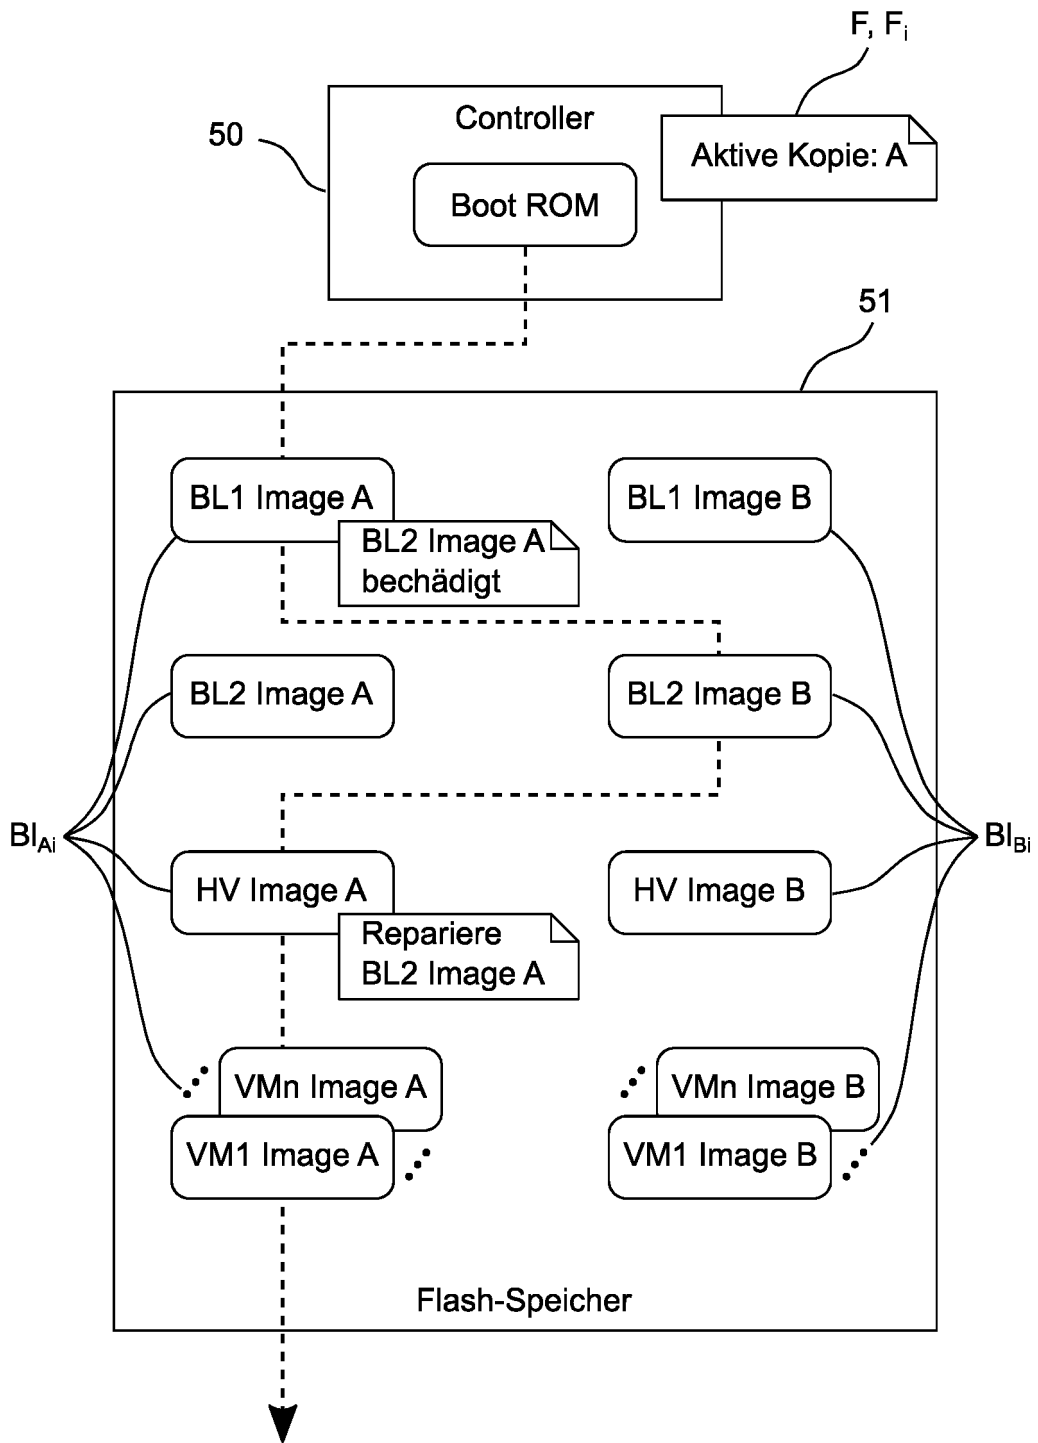 F, Fi
50
Controller
Aktive Kopie: A
Boot ROM
51
BL1 Image A
BL1 Image B
BL2 Image A
bechädigt
BL2 Image A
BL2 Image B
BIAi
BIBi
HV Image A
HV Image B
Repariere
BL2 Image A
VMn Image A
VMn Image B
VM1 Image A
VM1 Image B
Flash-Speicher